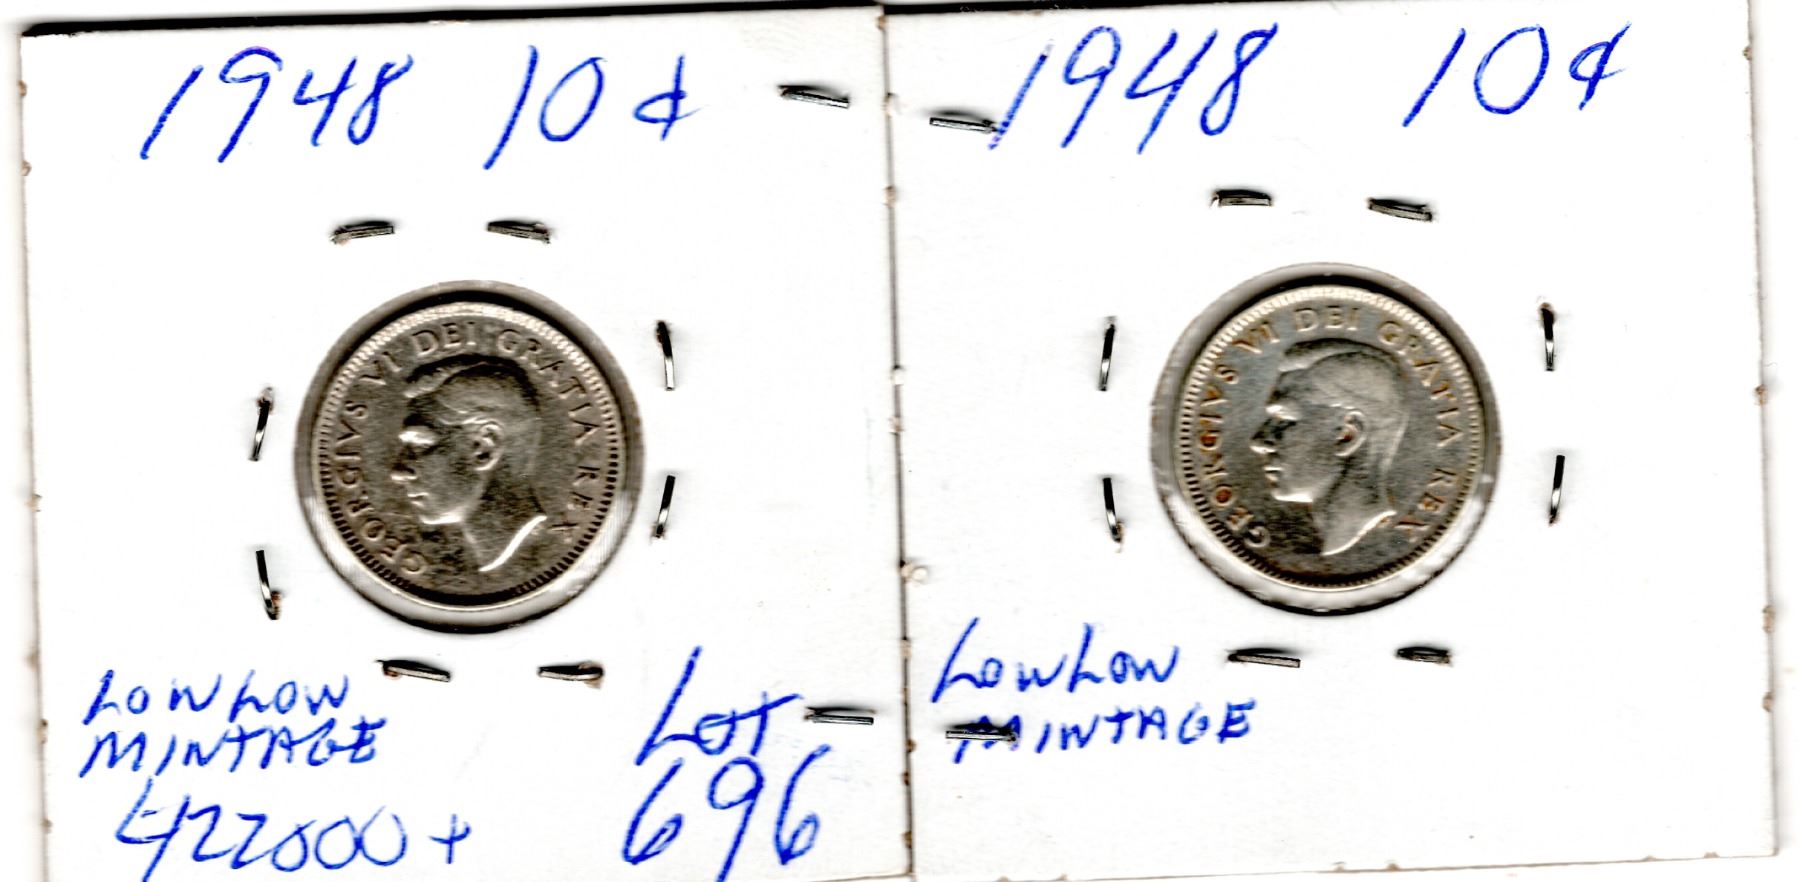 1948 10¢
GEORGIVS VI DEI GRATIA REX
LOW LOW
MINTAGE
422000+
LOT
696
1948 10¢
GEORGIVS VI DEI GRATIA REX
LOW LOW
MINTAGE